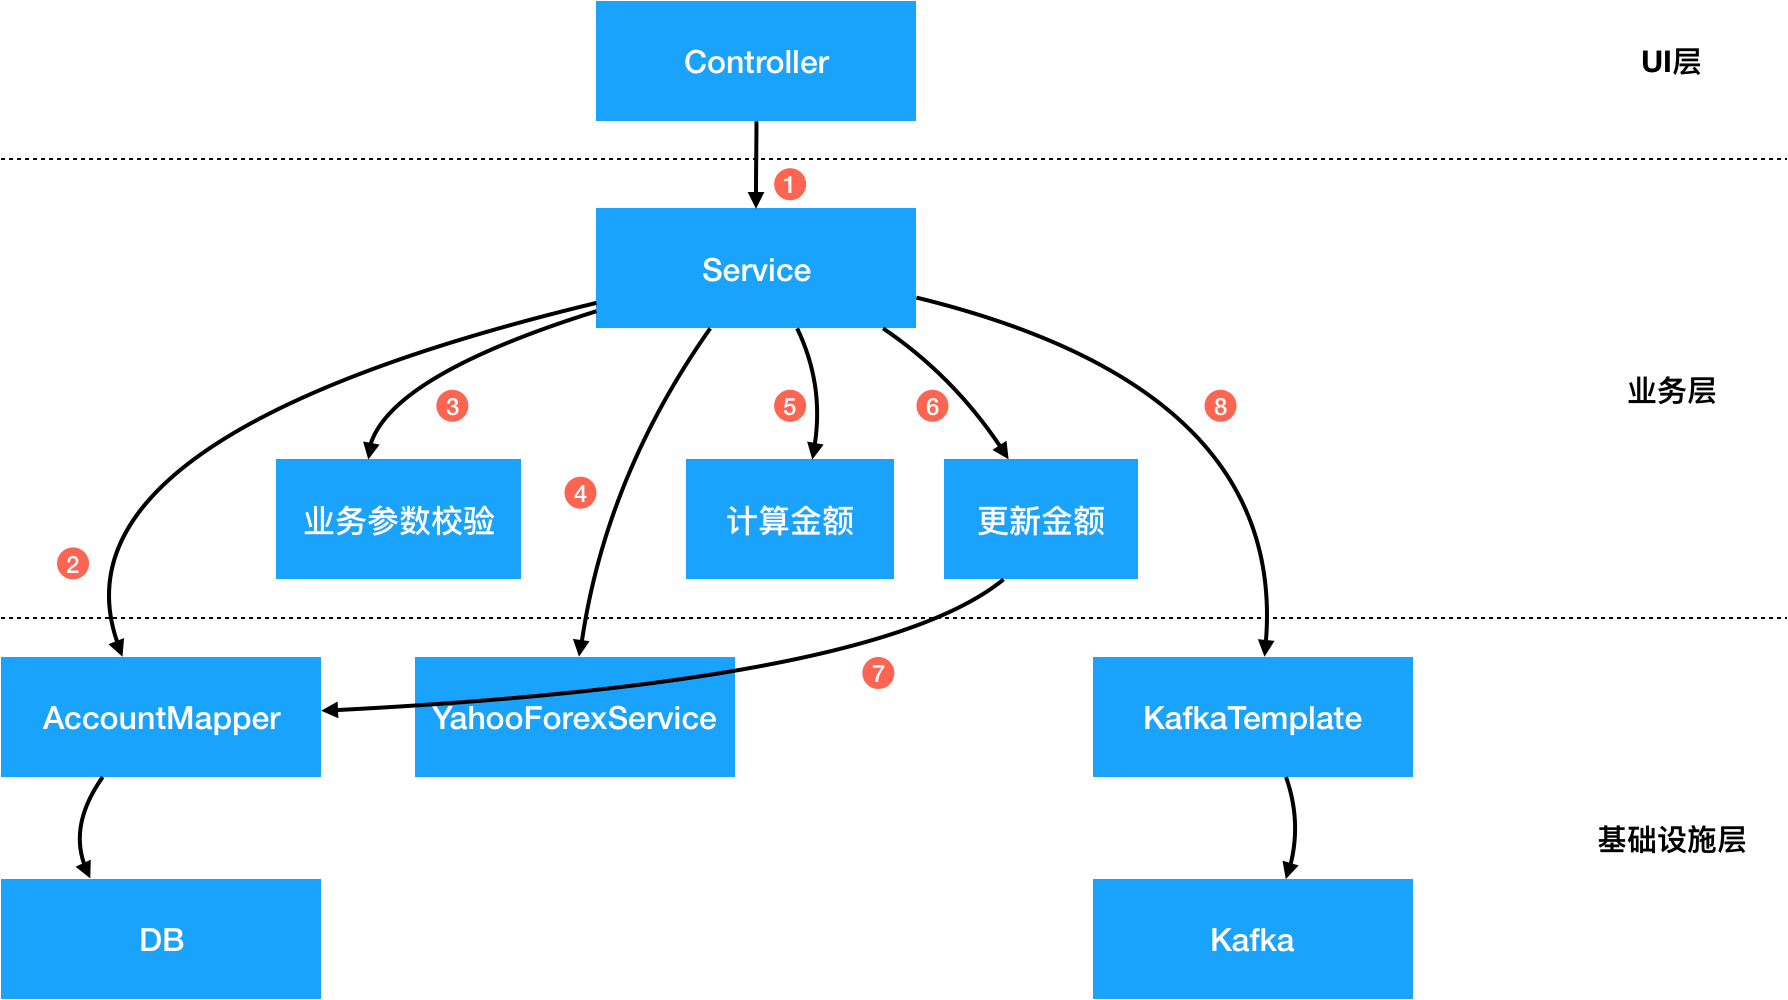 Controller
UI层
1
Service
业务层
3
5
6
8
4
业务参数校验
计算金额
更新金额
2
7
AccountMapper
YahooForexService
KafkaTemplate
基础设施层
DB
Kafka